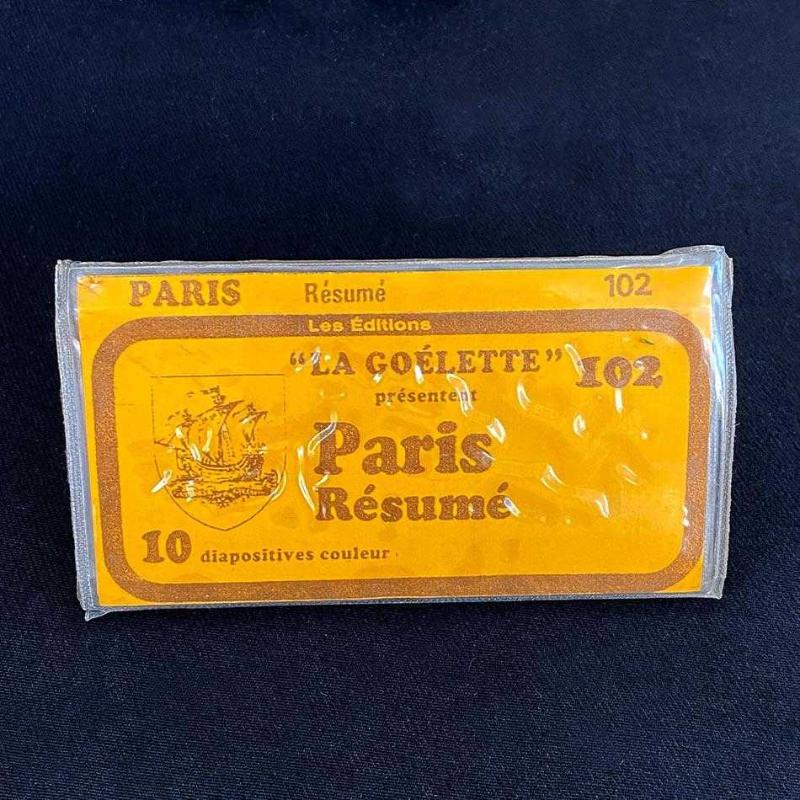 PARIS Résumé 102
Les Éditions
“LA GOÉLETTE” 102
présentent
Paris
Résumé
10 diapositives couleur.